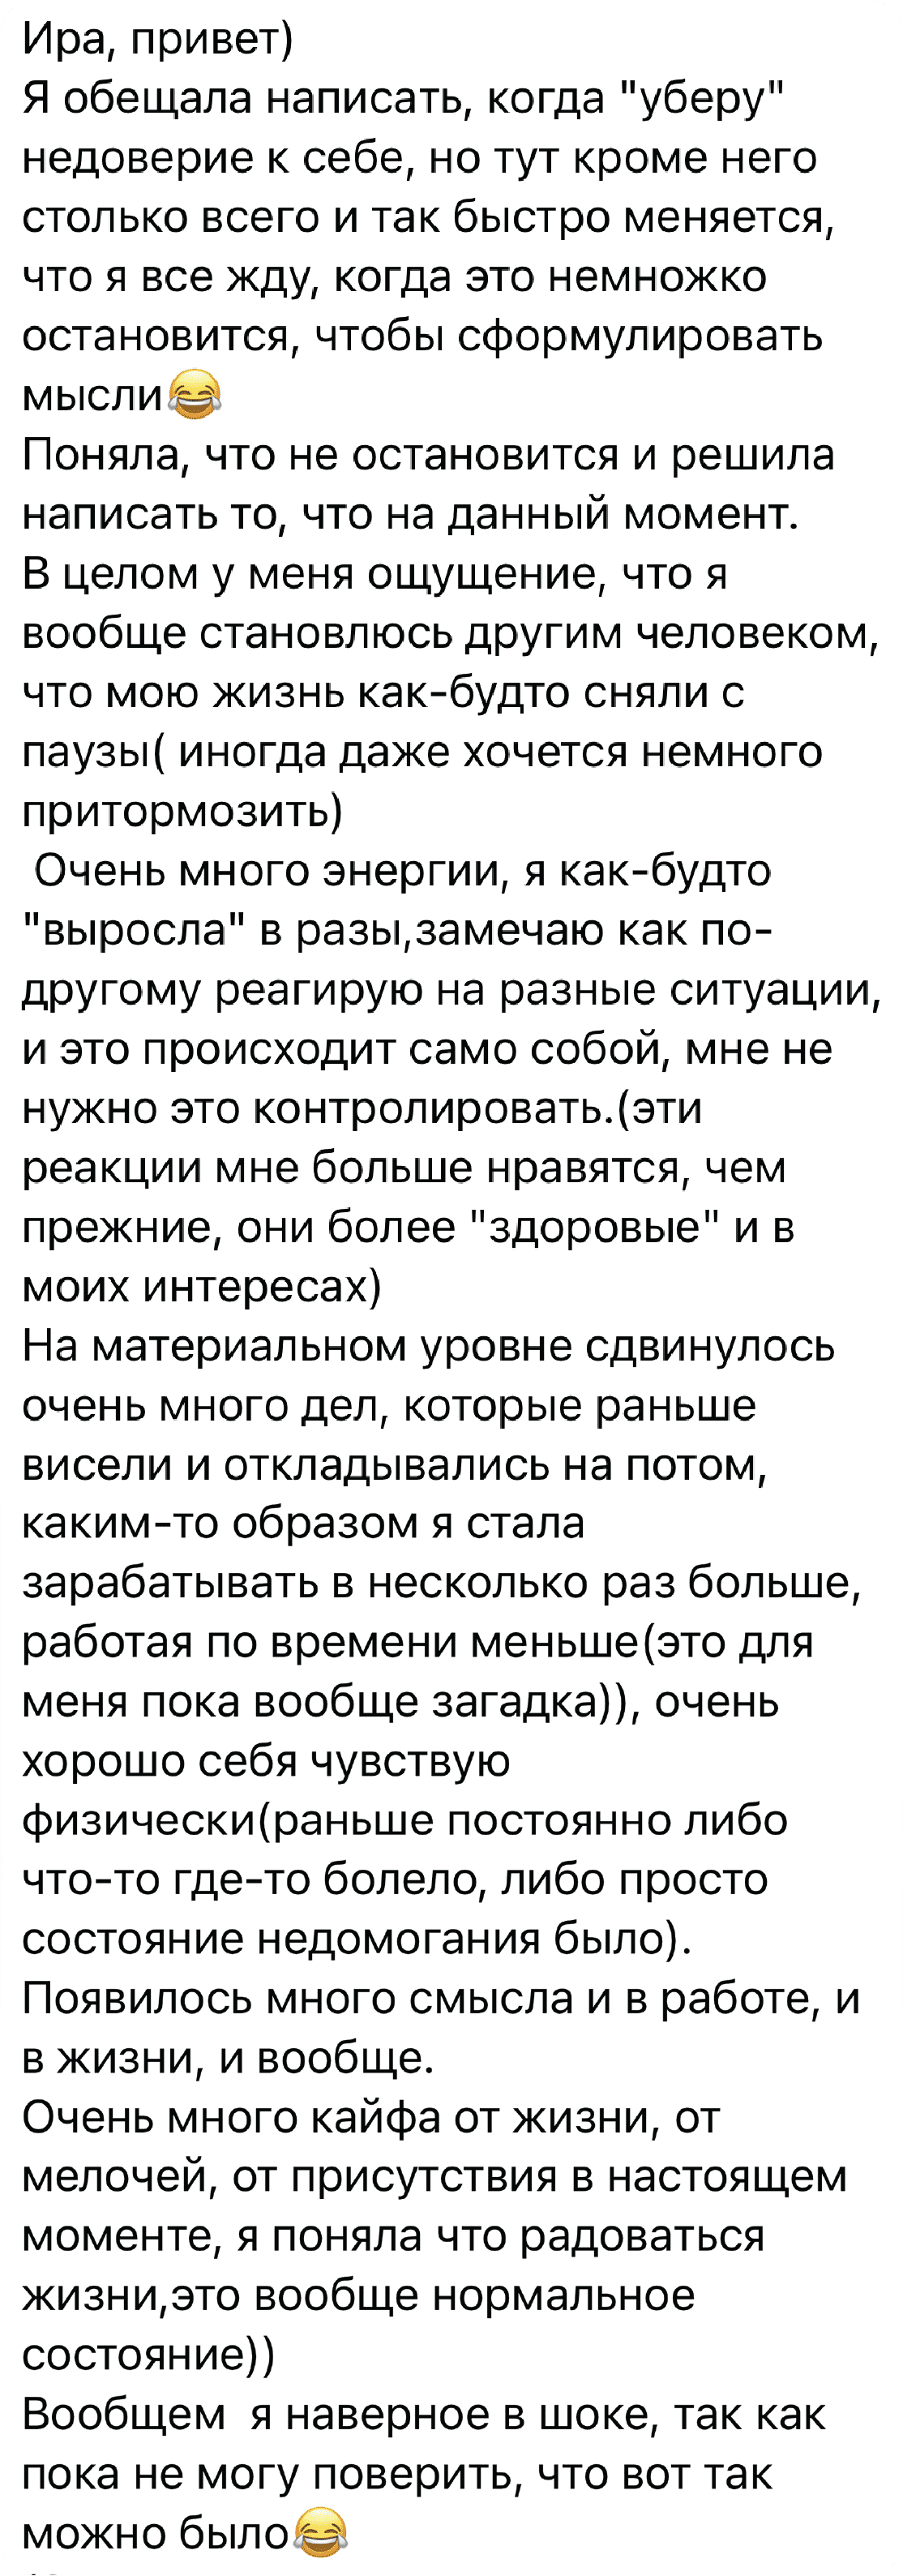 Ира, привет)
Я обещала написать, когда "уберу"
недоверие к себе, но тут кроме него
столько всего и так быстро меняется,
что я все жду, когда это немножко
остановится, чтобы сформулировать
мысли😂
Поняла, что не остановится и решила
написать то, что на данный момент.
В целом у меня ощущение, что я
вообще становлюсь другим человеком,
что мою жизнь как-будто сняли с
паузы( иногда даже хочется немного
притормозить)
Очень много энергии, я как-будто
"выросла" в разы,замечаю как по-
другому реагирую на разные ситуации,
и это происходит само собой, мне не
нужно это контролировать.(эти
реакции мне больше нравятся, чем
прежние, они более "здоровые" и в
моих интересах)
На материальном уровне сдвинулось
очень много дел, которые раньше
висели и откладывались на потом,
каким-то образом я стала
зарабатывать в несколько раз больше,
работая по времени меньше(это для
меня пока вообще загадка)), очень
хорошо себя чувствую
физически(раньше постоянно либо
что-то где-то болело, либо просто
состояние недомогания было).
Появилось много смысла и в работе, и
в жизни, и вообще.
Очень много кайфа от жизни, от
мелочей, от присутствия в настоящем
моменте, я поняла что радоваться
жизни,это вообще нормальное
состояние))
Вообщем  я наверное в шоке, так как
пока не могу поверить, что вот так
можно было😂